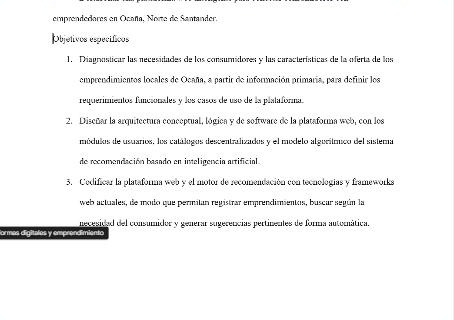 emprendedores en Ocaña, Norte de Santander.
Objetivos específicos
1. Diagnosticar las necesidades de los consumidores y las características de la oferta de los
emprendimientos locales de Ocaña, a partir de información primaria, para definir los
requerimientos funcionales y los casos de uso de la plataforma.
2. Diseñar la arquitectura conceptual, lógica y de software de la plataforma web, con los
módulos de usuarios, los catálogos descentralizados y el modelo algorítmico del sistema
de recomendación basado en inteligencia artificial.
3. Codificar la plataforma web y el motor de recomendación con tecnologías y frameworks
web actuales, de modo que permitan registrar emprendimientos, buscar según la
necesidad del consumidor y generar sugerencias pertinentes de forma automática.
ormas digitales y emprendimiento